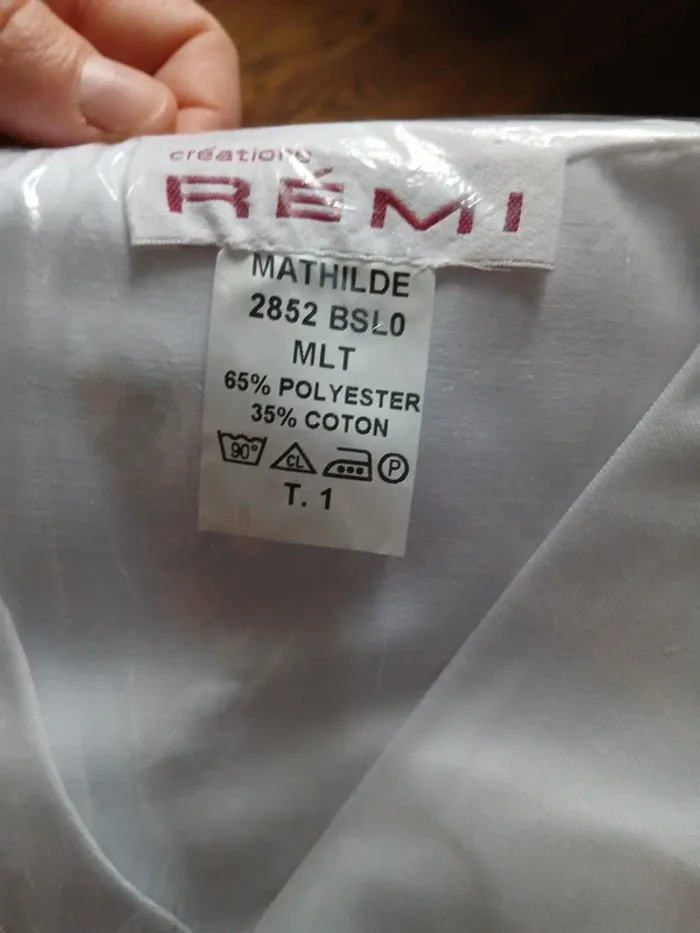 créations
RÉMI
MATHILDE
2852 BSL0
MLT
65% POLYESTER
35% COTON
90° CL P
T. 1